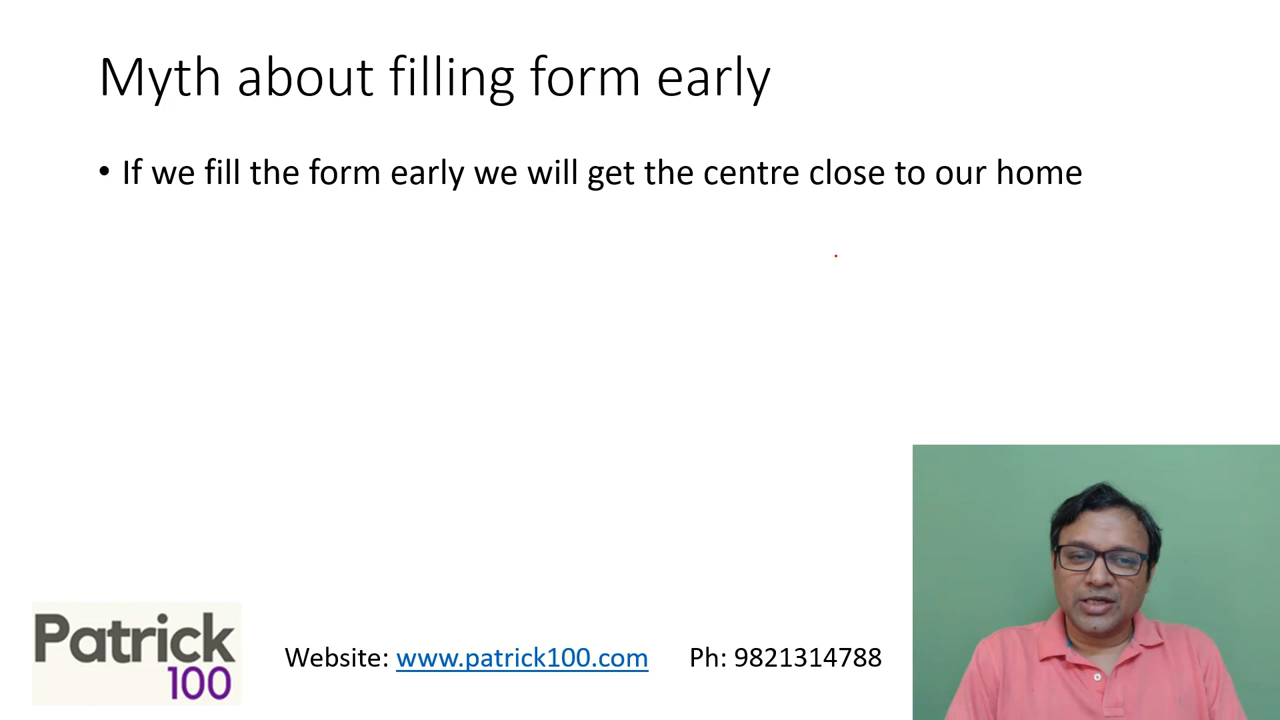 Myth about filling form early
• If we fill the form early we will get the centre close to our home
Patrick
100
Website: www.patrick100.com Ph: 9821314788